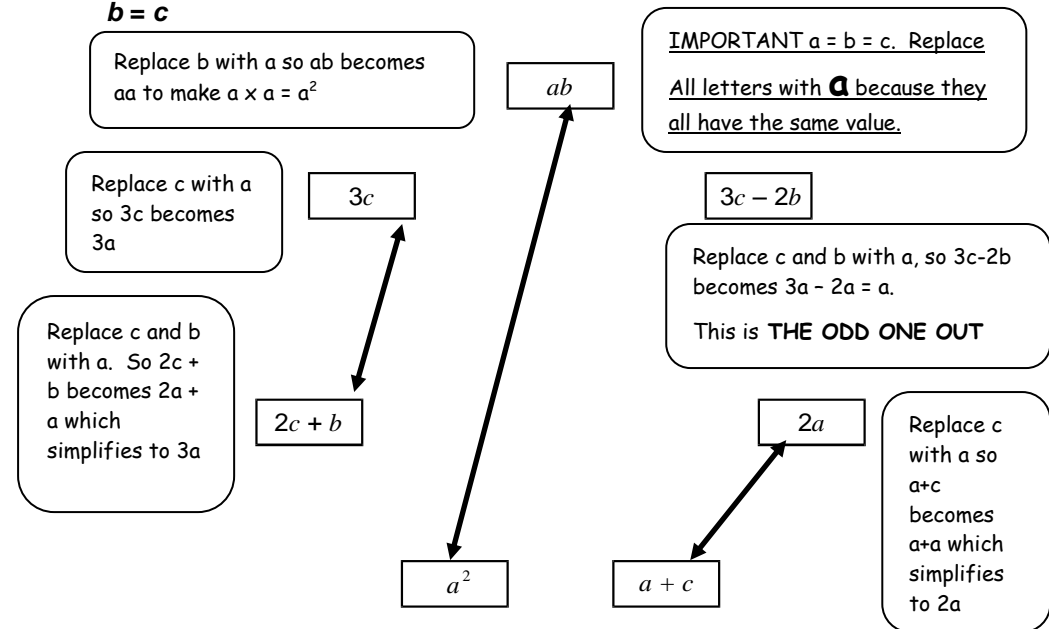 b = c
Replace b with a so ab becomes
aa to make a x a = a²
ab
IMPORTANT a = b = c. Replace
All letters with a because they
all have the same value.
Replace c with a
so 3c becomes
3a
3c
3c – 2b
Replace c and b with a, so 3c-2b
becomes 3a – 2a = a.
This is THE ODD ONE OUT
Replace c and b
with a. So 2c +
b becomes 2a +
a which
simplifies to 3a
2c + b
2a
Replace c
with a so
a+c
becomes
a+a which
simplifies
to 2a
a²
a + c